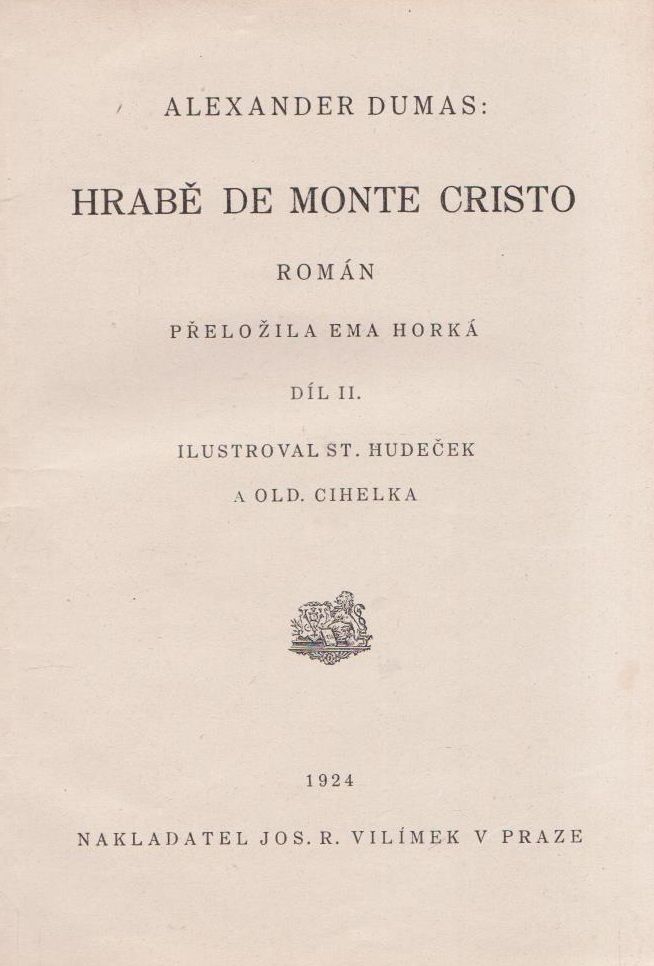 ALEXANDER DUMAS:
HRABĚ DE MONTE CRISTO
ROMÁN
PŘELOŽILA EMA HORKÁ
DÍL II.
ILUSTROVAL ST. HUDEČEK
A OLD. CIHELKA
1924
NAKLADATEL JOS. R. VILÍMEK V PRAZE